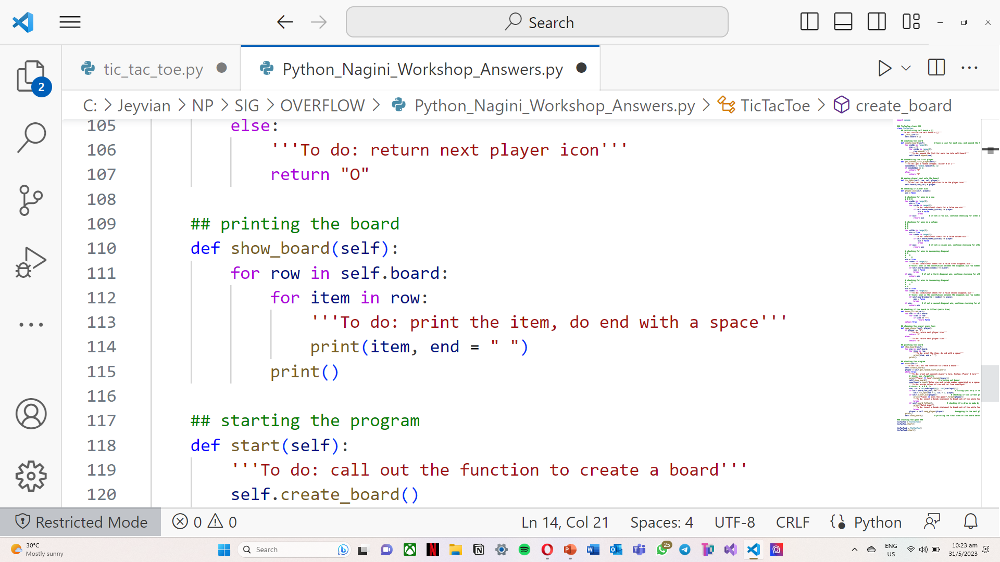 Search
tic_tac_toe.py
Python_Nagini_Workshop_Answers.py
2
C: > Jeyvian > NP > SIG > OVERFLOW > Python_Nagini_Workshop_Answers.py > TicTacToe > create_board
105 else:
106 '''To do: return next player icon'''
107 return "O"
108
109 ## printing the board
110 def show_board(self):
111 for row in self.board:
112 for item in row:
113 '''To do: print the item, do end with a space'''
114 print(item, end = " ")
115 print()
116
117 ## starting the program
118 def start(self):
119 '''To do: call out the function to create a board'''
120 self.create_board()
Restricted Mode 0 0 Ln 14, Col 21 Spaces: 4 UTF-8 CRLF Python
30°C
Mostly sunny
Search
25
ENG
US
10:23 am
31/5/2023